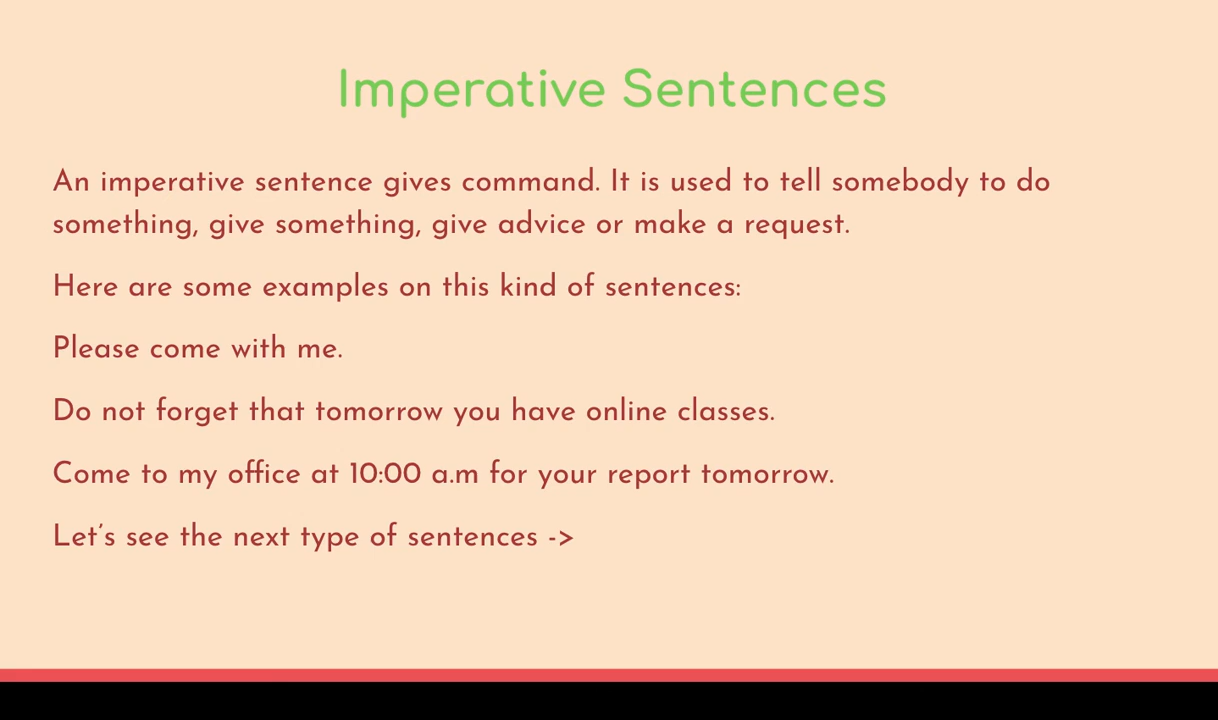 Imperative Sentences
An imperative sentence gives command. It is used to tell somebody to do
something, give something, give advice or make a request.
Here are some examples on this kind of sentences:
Please come with me.
Do not forget that tomorrow you have online classes.
Come to my office at 10:00 a.m for your report tomorrow.
Let's see the next type of sentences ->